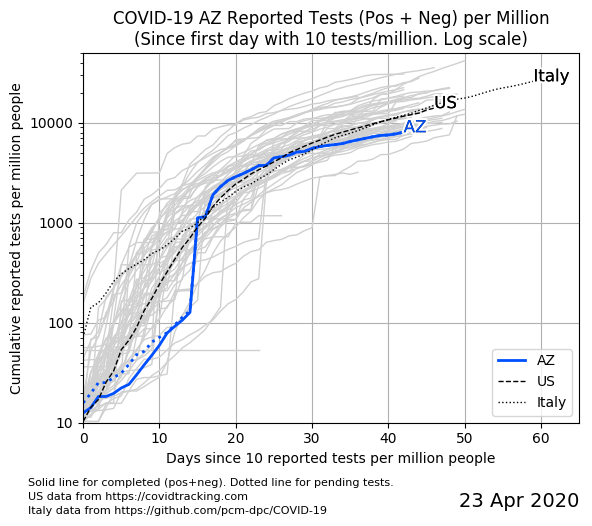 COVID-19 AZ Reported Tests (Pos + Neg) per Million
(Since first day with 10 tests/million. Log scale)
Cumulative reported tests per million people
10000
1000
100
10
Italy
US
AZ
AZ
US
Italy
0 10 20 30 40 50 60
Days since 10 reported tests per million people
Solid line for completed (pos+neg). Dotted line for pending tests.
US data from https://covidtracking.com
Italy data from https://github.com/pcm-dpc/COVID-19
23 Apr 2020